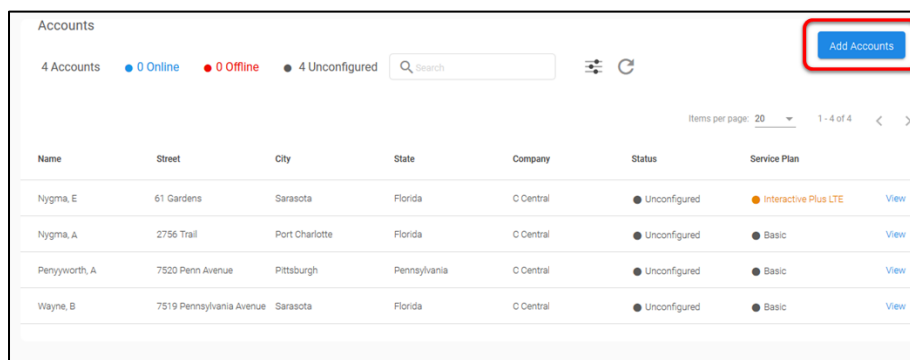 Accounts
Add Accounts
4 Accounts 0 Online 0 Offline 4 Unconfigured Search
Items per page: 20 1 - 4 of 4
Name Street City State Company Status Service Plan
Nygma, E 61 Gardens Sarasota Florida C Central Unconfigured Interactive Plus LTE View
Nygma, A 2756 Trail Port Charlotte Florida C Central Unconfigured Basic View
Penyyworth, A 7520 Penn Avenue Pittsburgh Pennsylvania C Central Unconfigured Basic View
Wayne, B 7519 Pennsylvania Avenue Sarasota Florida C Central Unconfigured Basic View